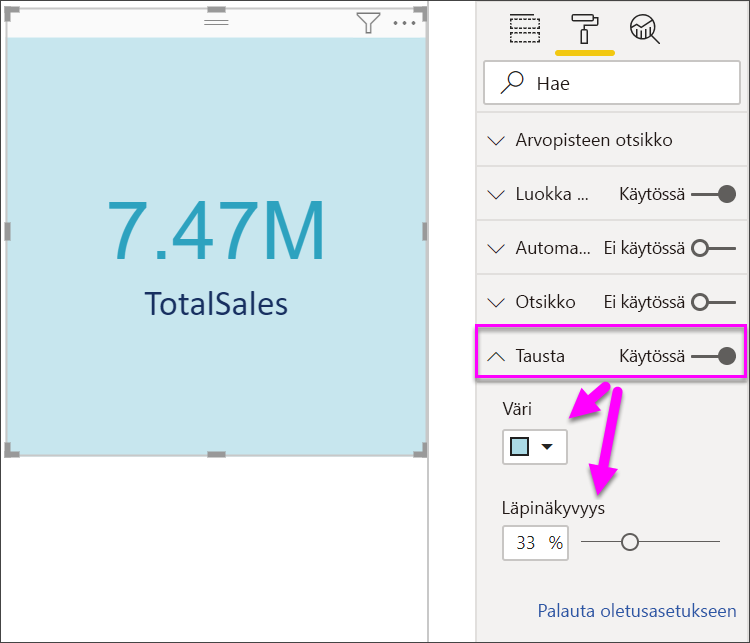 7.47M
TotalSales
Hae
Arvopisteen otsikko
Luokka ... Käytössä
Automa... Ei käytössä
Otsikko Ei käytössä
Tausta Käytössä
Väri
Läpinäkyvyys
33 %
Palauta oletusasetukseen